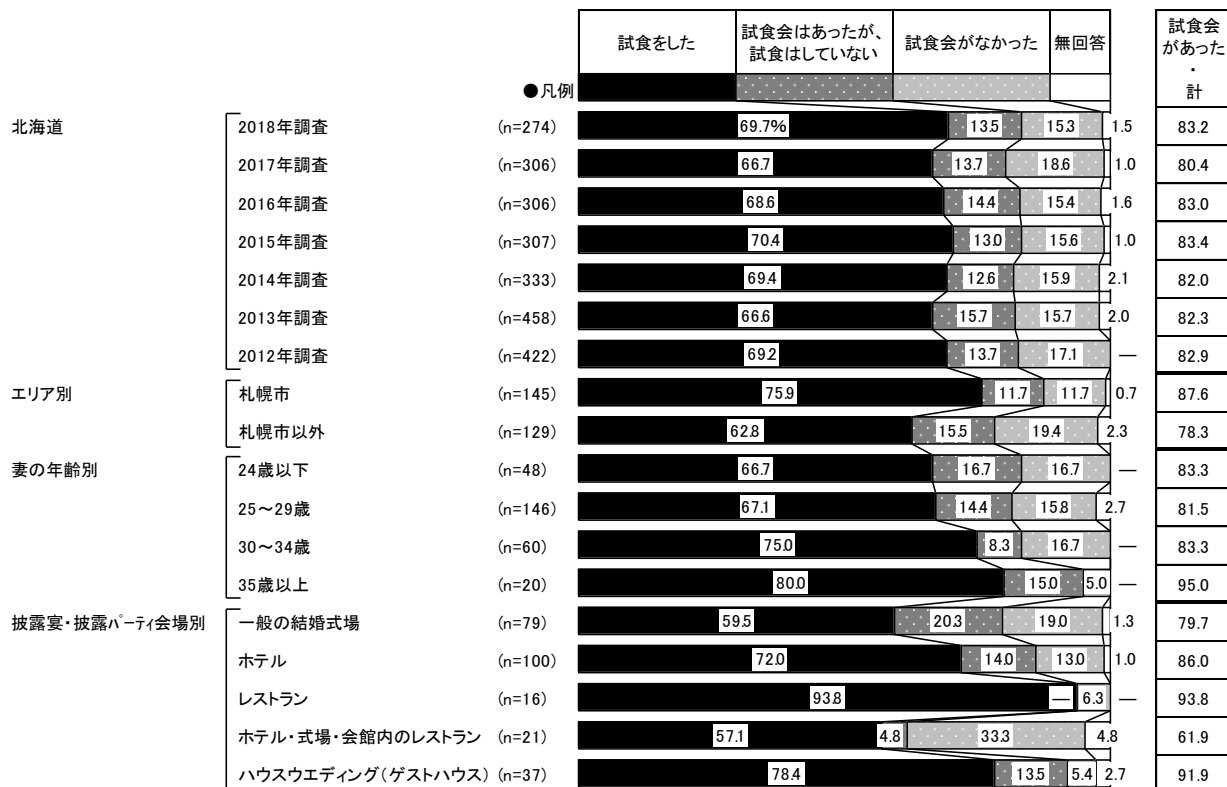 試食をした 試食会はあったが、試食はしていない 試食会がなかった 無回答 試食会があった・計
●凡例
北海道 2018年調査 (n=274) 69.7% 13.5 15.3 1.5 83.2
2017年調査 (n=306) 66.7 13.7 18.6 1.0 80.4
2016年調査 (n=306) 68.6 14.4 15.4 1.6 83.0
2015年調査 (n=307) 70.4 13.0 15.6 1.0 83.4
2014年調査 (n=333) 69.4 12.6 15.9 2.1 82.0
2013年調査 (n=458) 66.6 15.7 15.7 2.0 82.3
2012年調査 (n=422) 69.2 13.7 17.1 — 82.9
エリア別 札幌市 (n=145) 75.9 11.7 11.7 0.7 87.6
札幌市以外 (n=129) 62.8 15.5 19.4 2.3 78.3
妻の年齢別 24歳以下 (n=48) 66.7 16.7 16.7 — 83.3
25～29歳 (n=146) 67.1 14.4 15.8 2.7 81.5
30～34歳 (n=60) 75.0 8.3 16.7 — 83.3
35歳以上 (n=20) 80.0 15.0 5.0 — 95.0
披露宴・披露ﾊﾟｰﾃｨ会場別 一般の結婚式場 (n=79) 59.5 20.3 19.0 1.3 79.7
ホテル (n=100) 72.0 14.0 13.0 1.0 86.0
レストラン (n=16) 93.8 — 6.3 — 93.8
ホテル・式場・会館内のレストラン (n=21) 57.1 4.8 33.3 4.8 61.9
ハウスウエディング（ゲストハウス） (n=37) 78.4 13.5 5.4 2.7 91.9